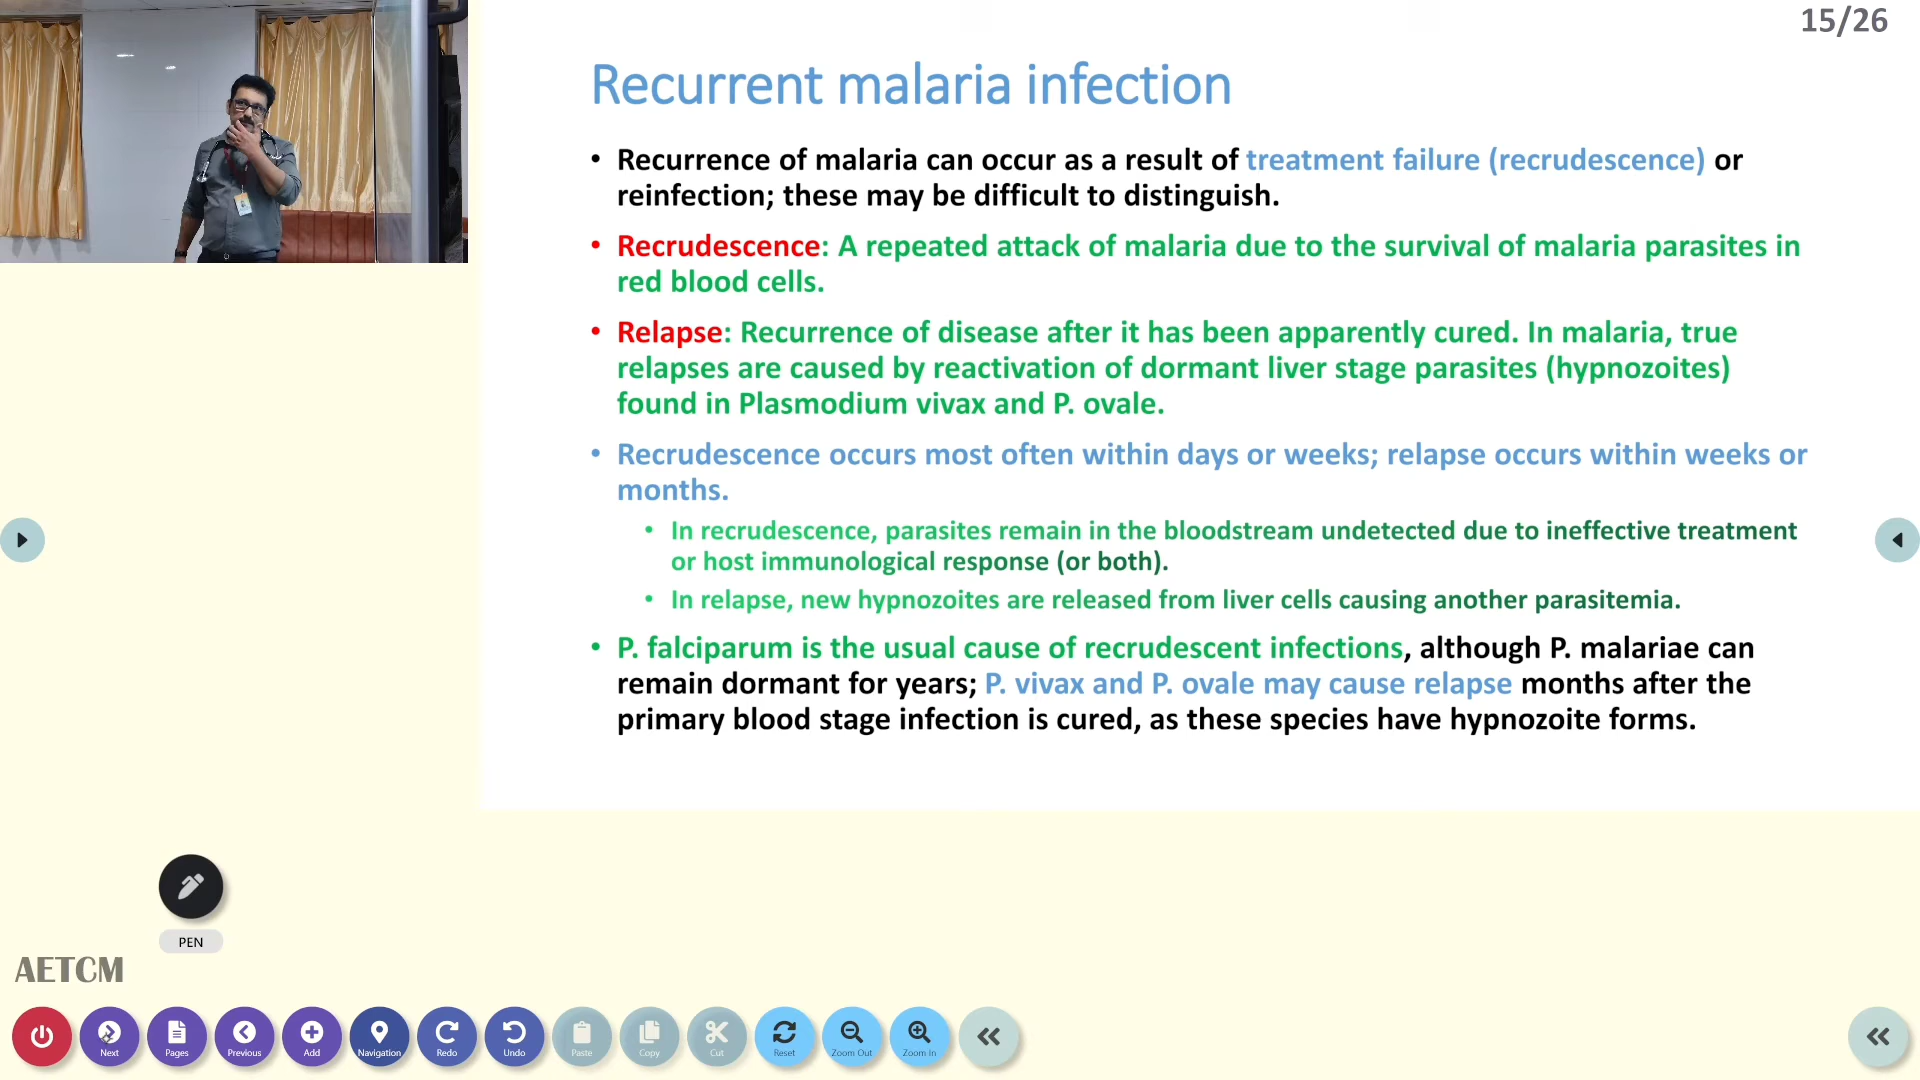 15/26
Recurrent malaria infection
• Recurrence of malaria can occur as a result of treatment failure (recrudescence) or
reinfection; these may be difficult to distinguish.
• Recrudescence: A repeated attack of malaria due to the survival of malaria parasites in
red blood cells.
• Relapse: Recurrence of disease after it has been apparently cured. In malaria, true
relapses are caused by reactivation of dormant liver stage parasites (hypnozoites)
found in Plasmodium vivax and P. ovale.
• Recrudescence occurs most often within days or weeks; relapse occurs within weeks or
months.
• In recrudescence, parasites remain in the bloodstream undetected due to ineffective treatment
or host immunological response (or both).
• In relapse, new hypnozoites are released from liver cells causing another parasitemia.
• P. falciparum is the usual cause of recrudescent infections, although P. malariae can
remain dormant for years; P. vivax and P. ovale may cause relapse months after the
primary blood stage infection is cured, as these species have hypnozoite forms.
PEN
AETCM
Next Pages Previous Add Navigation Redo Undo Paste Copy Cut Reset Zoom Out Zoom In